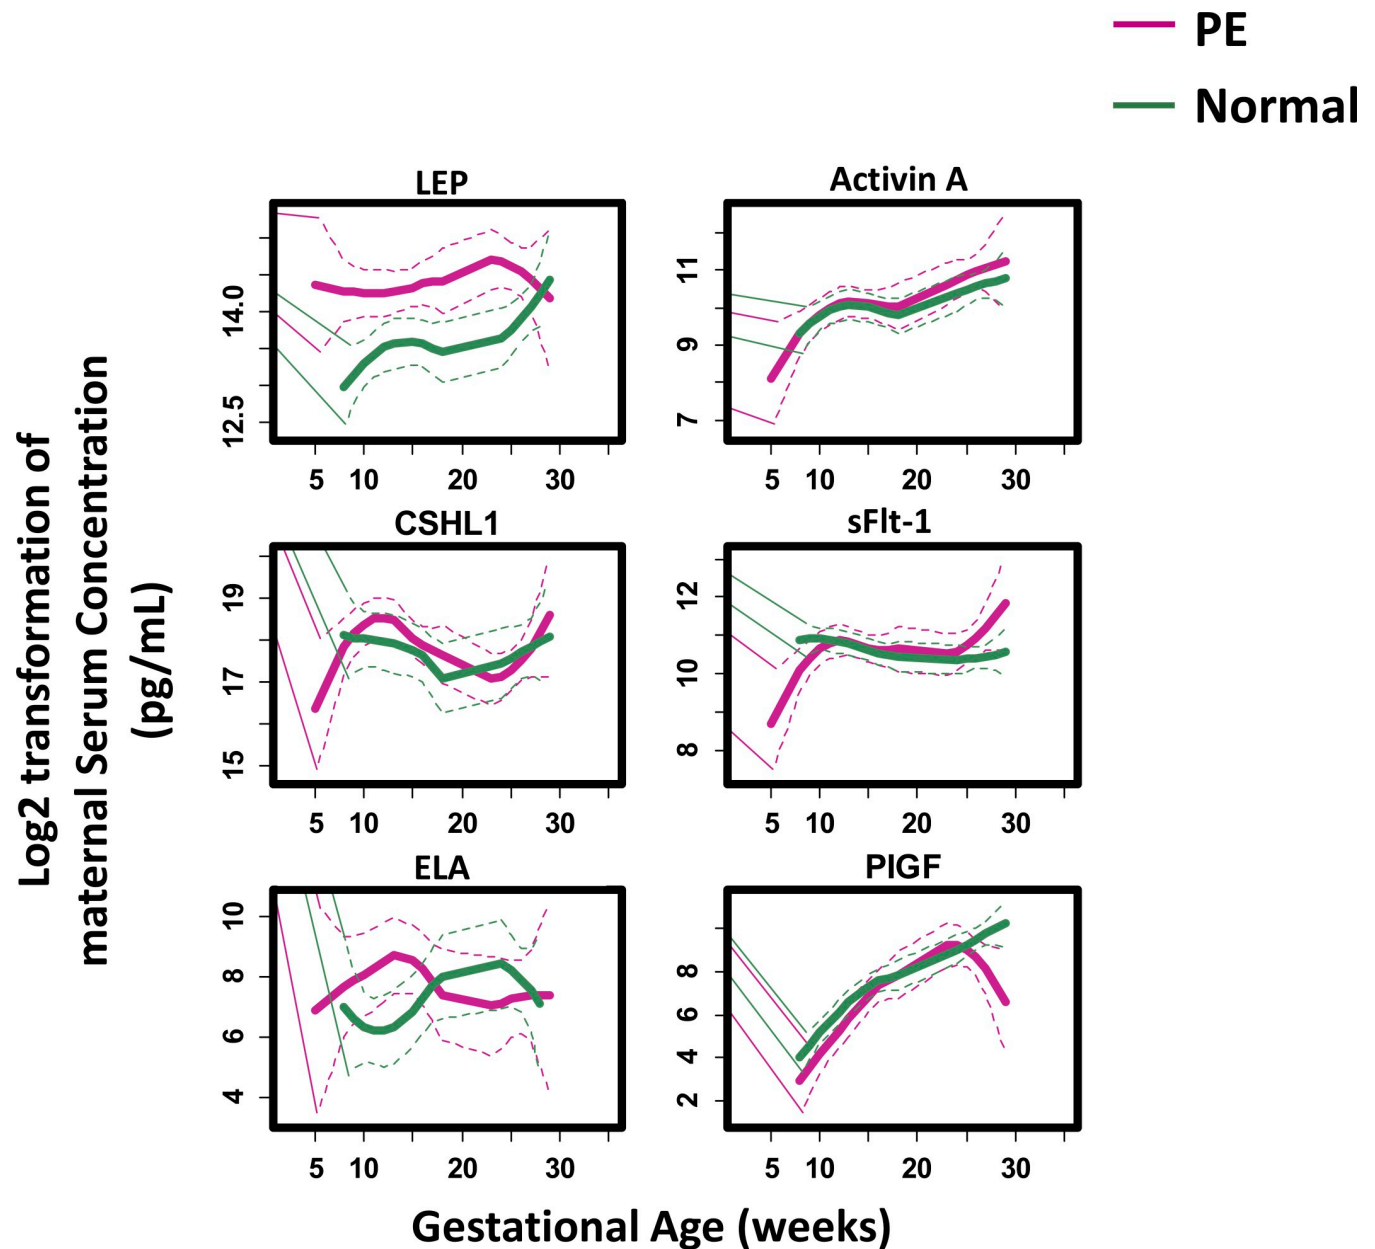 PE
Normal
LEP
14.0
12.5
5 10 20 30
Activin A
11
9
7
5 10 20 30
CSHL1
19
17
15
5 10 20 30
sFlt-1
12
10
8
5 10 20 30
ELA
10
8
6
4
5 10 20 30
PIGF
8
6
4
2
5 10 20 30
Log2 transformation of
maternal Serum Concentration
(pg/mL)
Gestational Age (weeks)